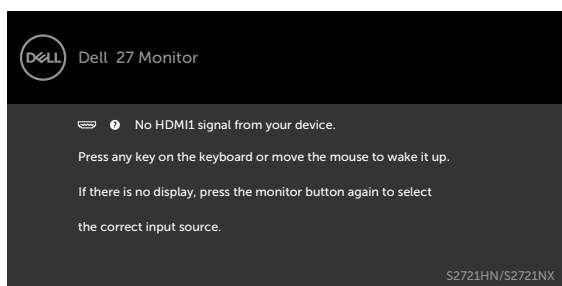 DELL
Dell 27 Monitor
? No HDMI1 signal from your device.
Press any key on the keyboard or move the mouse to wake it up.
If there is no display, press the monitor button again to select
the correct input source.
S2721HN/S2721NX